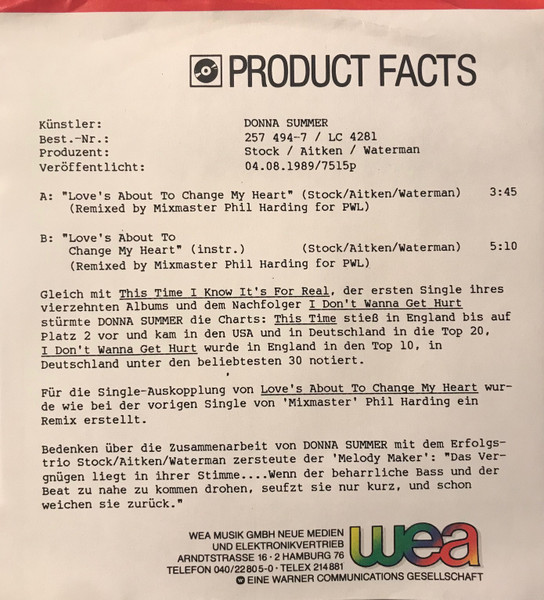 PRODUCT FACTS
Künstler: DONNA SUMMER
Best.-Nr.: 257 494-7 / LC 4281
Produzent: Stock / Aitken / Waterman
Veröffentlicht: 04.08.1989/7515p
A: "Love's About To Change My Heart" (Stock/Aitken/Waterman) 3:45
(Remixed by Mixmaster Phil Harding for PWL)
B: "Love's About To
Change My Heart" (instr.) (Stock/Aitken/Waterman) 5:10
(Remixed by Mixmaster Phil Harding for PWL)
Gleich mit This Time I Know It's For Real, der ersten Single ihres
vierzehnten Albums und dem Nachfolger I Don't Wanna Get Hurt
stürmte DONNA SUMMER die Charts: This Time stieß in England bis auf
Platz 2 vor und kam in den USA und in Deutschland in die Top 20,
I Don't Wanna Get Hurt wurde in England in den Top 10, in
Deutschland unter den beliebtesten 30 notiert.
Für die Single-Auskopplung von Love's About To Change My Heart wur-
de wie bei der vorigen Single von 'Mixmaster' Phil Harding ein
Remix erstellt.
Bedenken über die Zusammenarbeit von DONNA SUMMER mit dem Erfolgs-
trio Stock/Aitken/Waterman zersteute der 'Melody Maker': "Das Ver-
gnügen liegt in ihrer Stimme....Wenn der beharrliche Bass und der
Beat zu nahe zu kommen drohen, seufzt sie nur kurz, und schon
weichen sie zurück."
WEA MUSIK GMBH NEUE MEDIEN
UND ELEKTRONIKVERTRIEB
ARNDTSTRASSE 16 · 2 HAMBURG 76
TELEFON 040/22 80 5-0 · TELEX 214 881
EINE WARNER COMMUNICATIONS GESELLSCHAFT
wea